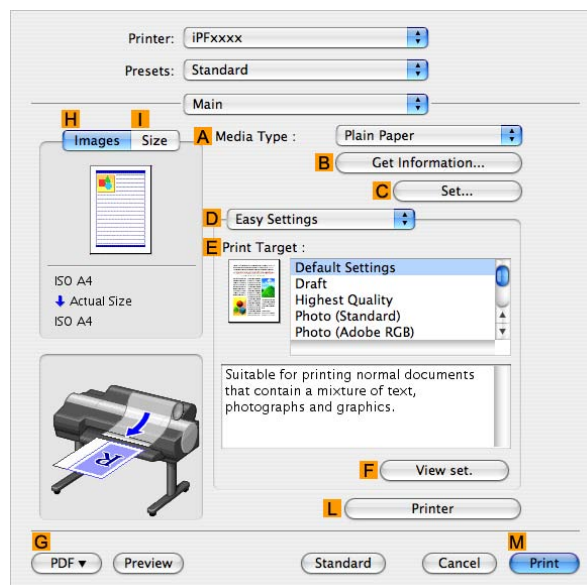 Printer: iPFxxxx
Presets: Standard
Main
H I
Images Size
A Media Type : Plain Paper
B Get Information...
C Set...
D Easy Settings
E Print Target :
Default Settings
Draft
Highest Quality
Photo (Standard)
Photo (Adobe RGB)
ISO A4
Actual Size
ISO A4
Suitable for printing normal documents
that contain a mixture of text,
photographs and graphics.
R
F View set.
L Printer
G M
PDF Preview Standard Cancel Print